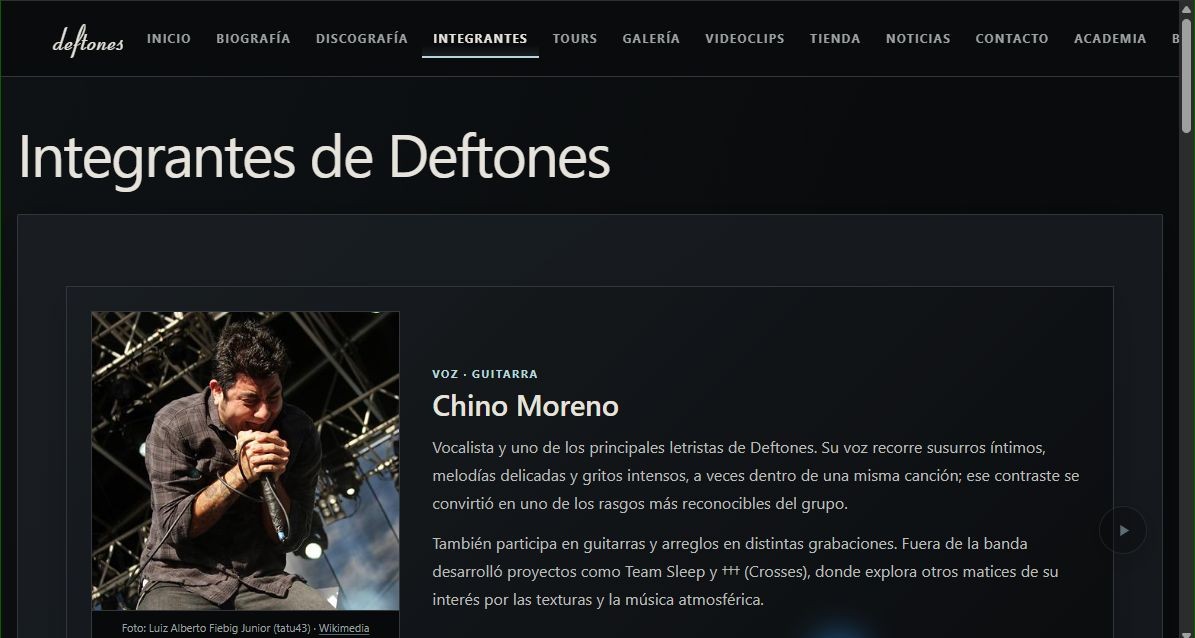 deftones
INICIO BIOGRAFÍA DISCOGRAFÍA INTEGRANTES TOURS GALERÍA VIDEOCLIPS TIENDA NOTICIAS CONTACTO ACADEMIA
Integrantes de Deftones
VOZ · GUITARRA
Chino Moreno
Vocalista y uno de los principales letristas de Deftones. Su voz recorre susurros íntimos,
melodías delicadas y gritos intensos, a veces dentro de una misma canción; ese contraste se
convirtió en uno de los rasgos más reconocibles del grupo.
También participa en guitarras y arreglos en distintas grabaciones. Fuera de la banda
desarrolló proyectos como Team Sleep y ††† (Crosses), donde explora otros matices de su
interés por las texturas y la música atmosférica.
Foto: Luiz Alberto Fiebig Junior (tatu43) · Wikimedia